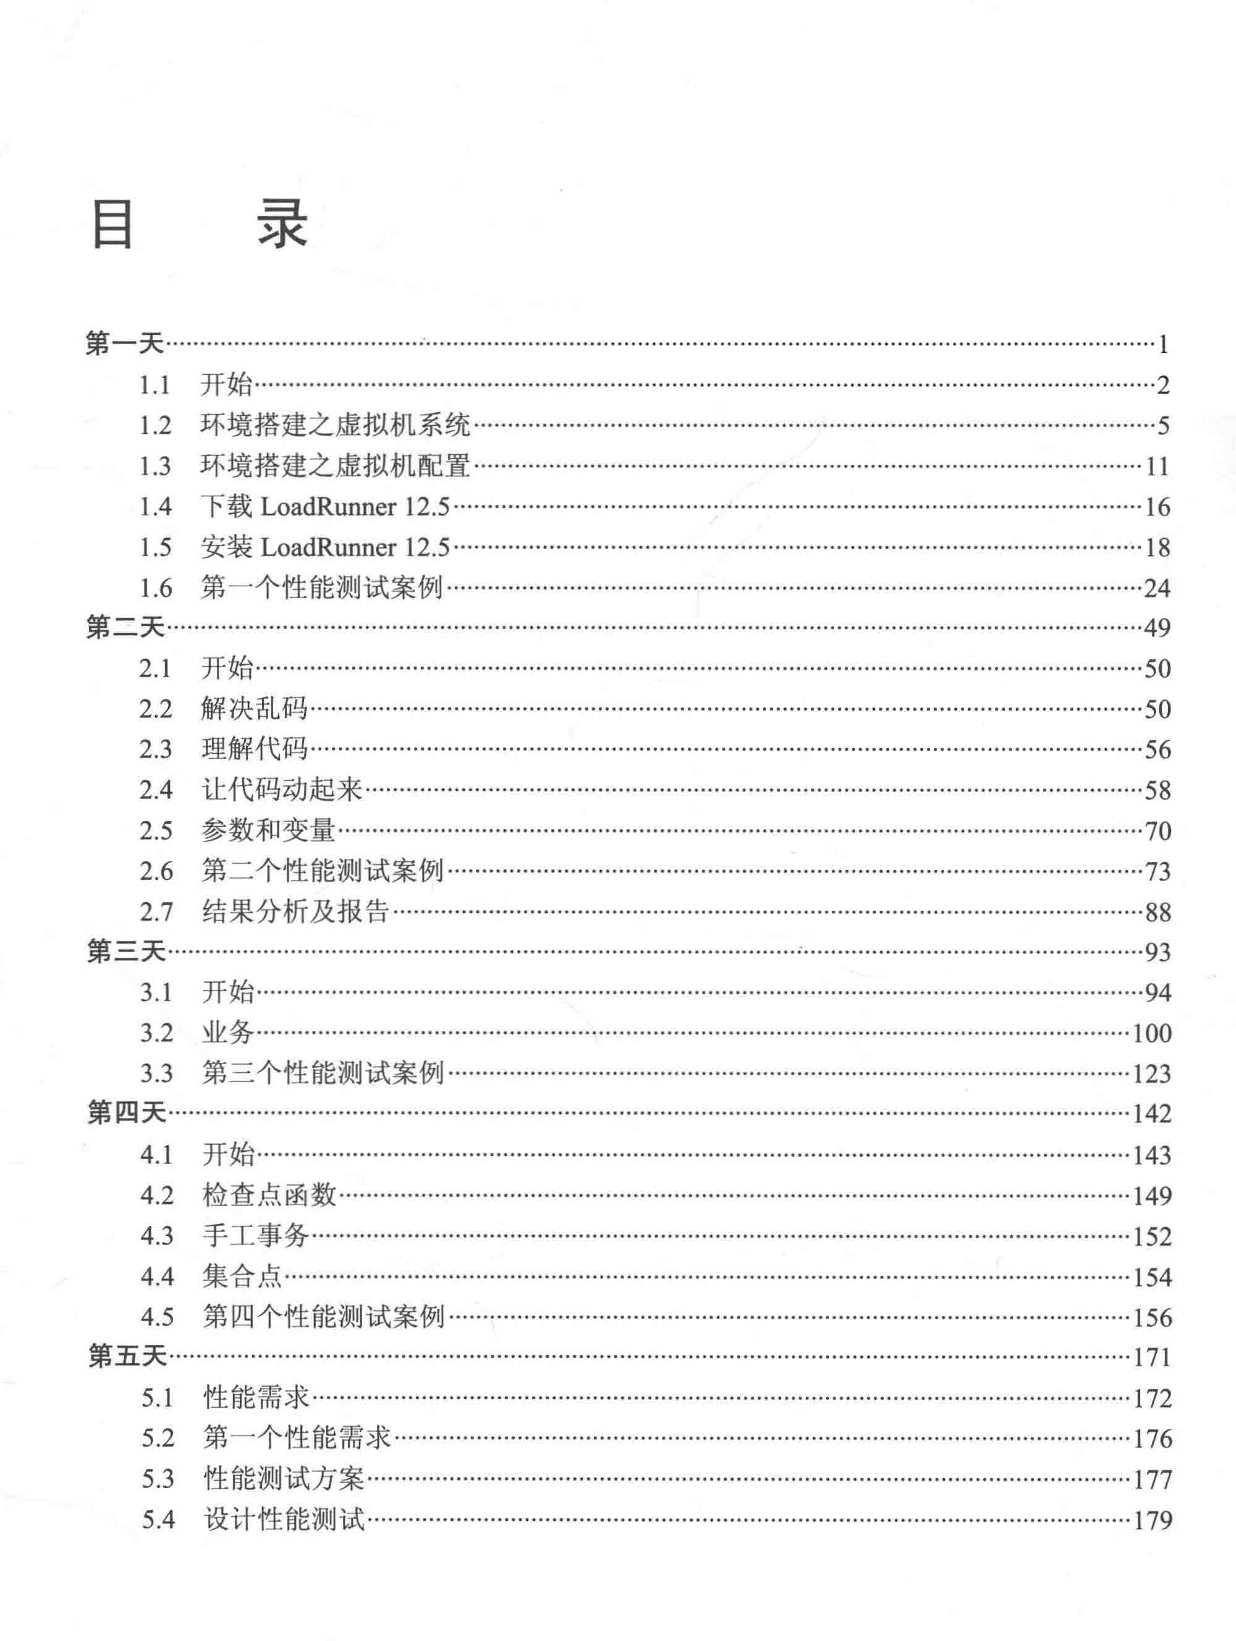 目 录
第一天……1
1.1 开始……2
1.2 环境搭建之虚拟机系统……5
1.3 环境搭建之虚拟机配置……11
1.4 下载 LoadRunner 12.5……16
1.5 安装 LoadRunner 12.5……18
1.6 第一个性能测试案例……24
第二天……49
2.1 开始……50
2.2 解决乱码……50
2.3 理解代码……56
2.4 让代码动起来……58
2.5 参数和变量……70
2.6 第二个性能测试案例……73
2.7 结果分析及报告……88
第三天……93
3.1 开始……94
3.2 业务……100
3.3 第三个性能测试案例……123
第四天……142
4.1 开始……143
4.2 检查点函数……149
4.3 手工事务……152
4.4 集合点……154
4.5 第四个性能测试案例……156
第五天……171
5.1 性能需求……172
5.2 第一个性能需求……176
5.3 性能测试方案……177
5.4 设计性能测试……179